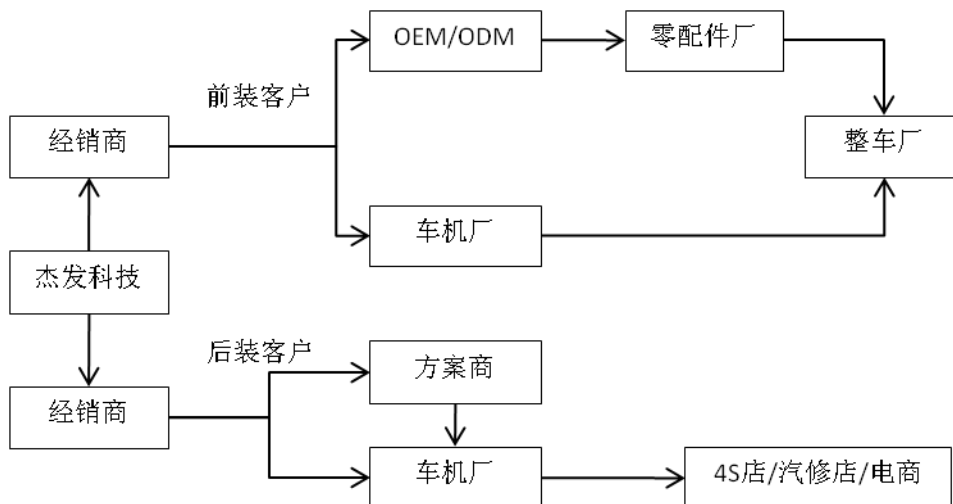 OEM/ODM
零配件厂
前装客户
经销商
整车厂
车机厂
杰发科技
后装客户
方案商
经销商
车机厂
4S店/汽修店/电商